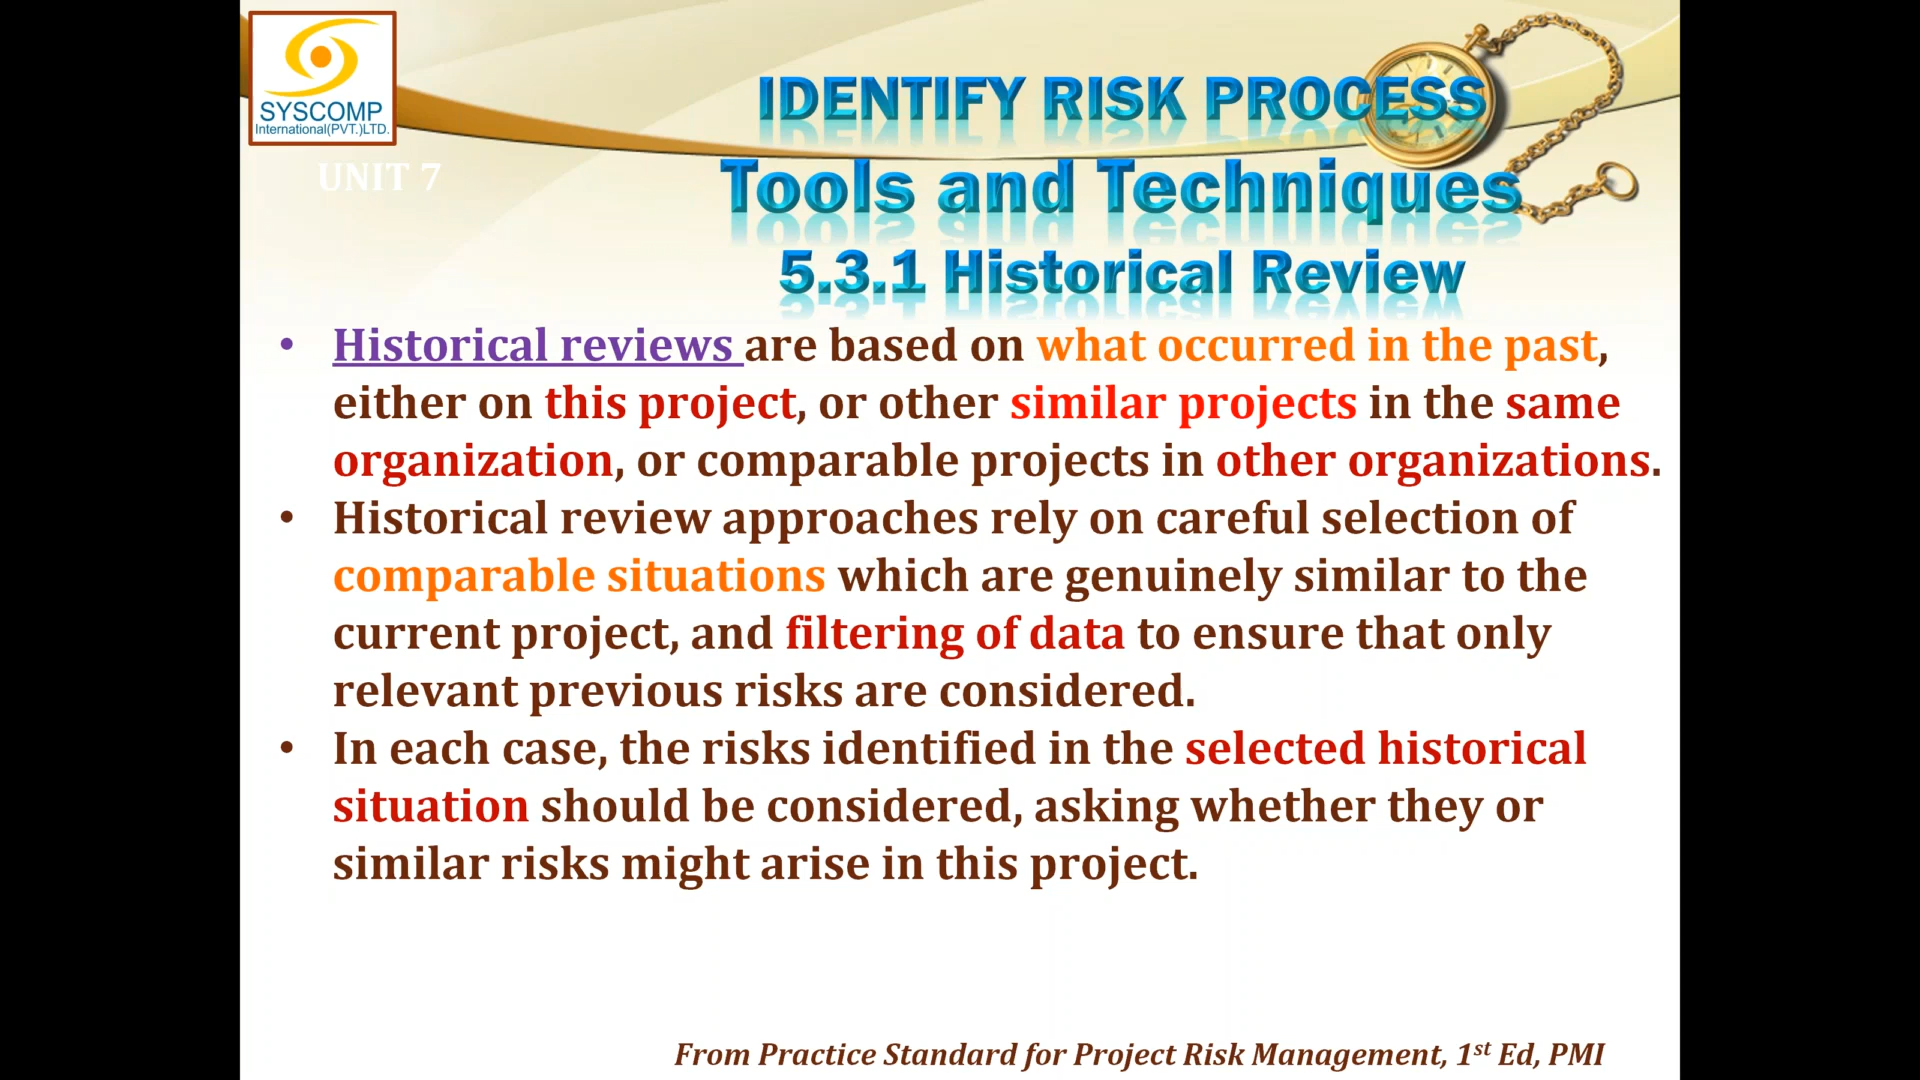 SYSCOMP
International(PVT.)LTD.
UNIT 7
IDENTIFY RISK PROCESS
Tools and Techniques
5.3.1 Historical Review
• Historical reviews are based on what occurred in the past,
either on this project, or other similar projects in the same
organization, or comparable projects in other organizations.
• Historical review approaches rely on careful selection of
comparable situations which are genuinely similar to the
current project, and filtering of data to ensure that only
relevant previous risks are considered.
• In each case, the risks identified in the selected historical
situation should be considered, asking whether they or
similar risks might arise in this project.
From Practice Standard for Project Risk Management, 1st Ed, PMI